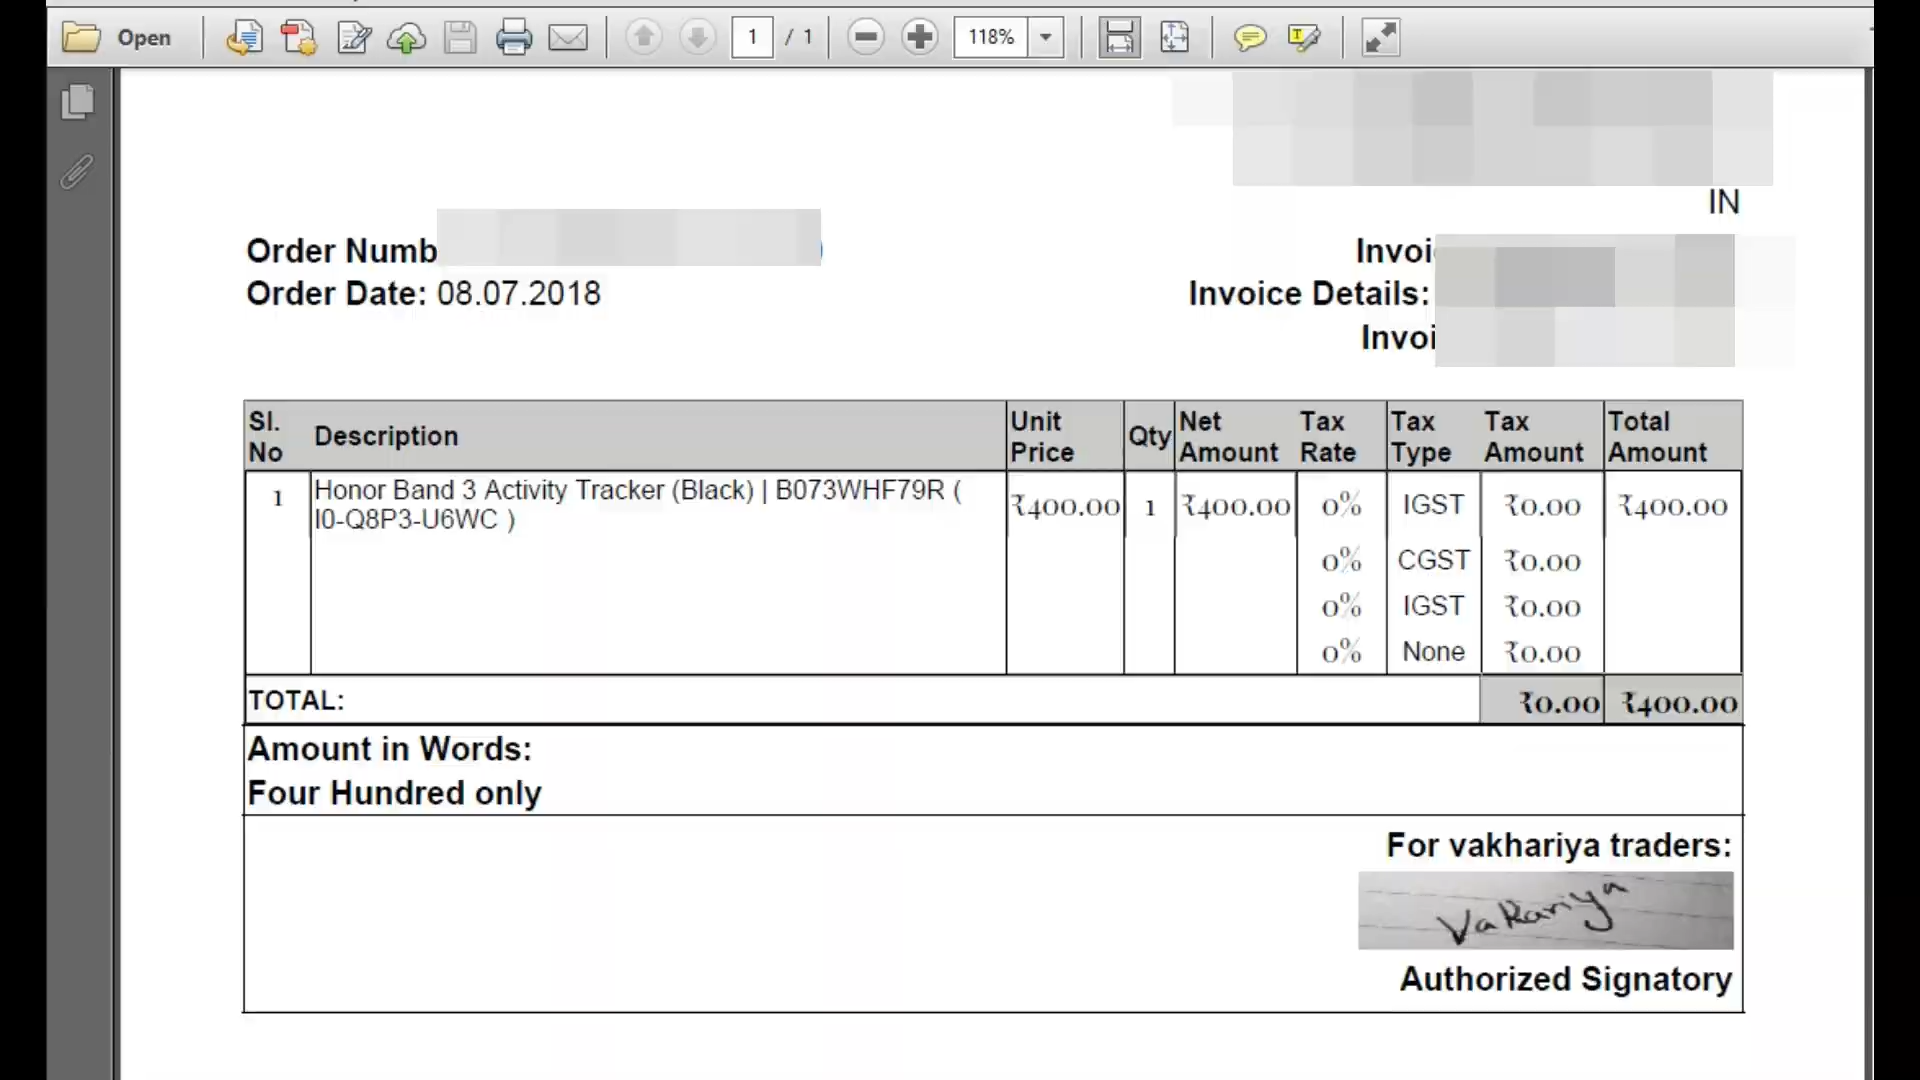 Open
1 / 1
118%
IN
Order Numb
Order Date: 08.07.2018
Invoi
Invoice Details:
Invoi
Sl. No Description Unit Price Qty Net Amount Tax Rate Tax Type Tax Amount Total Amount
1 Honor Band 3 Activity Tracker (Black) | B073WHF79R ( ₹400.00 1 ₹400.00 0% IGST ₹0.00 ₹400.00
I0-Q8P3-U6WC )
0% CGST ₹0.00
0% IGST ₹0.00
0% None ₹0.00
TOTAL: ₹0.00 ₹400.00
Amount in Words:
Four Hundred only
For vakhariya traders:
Vakariya
Authorized Signatory